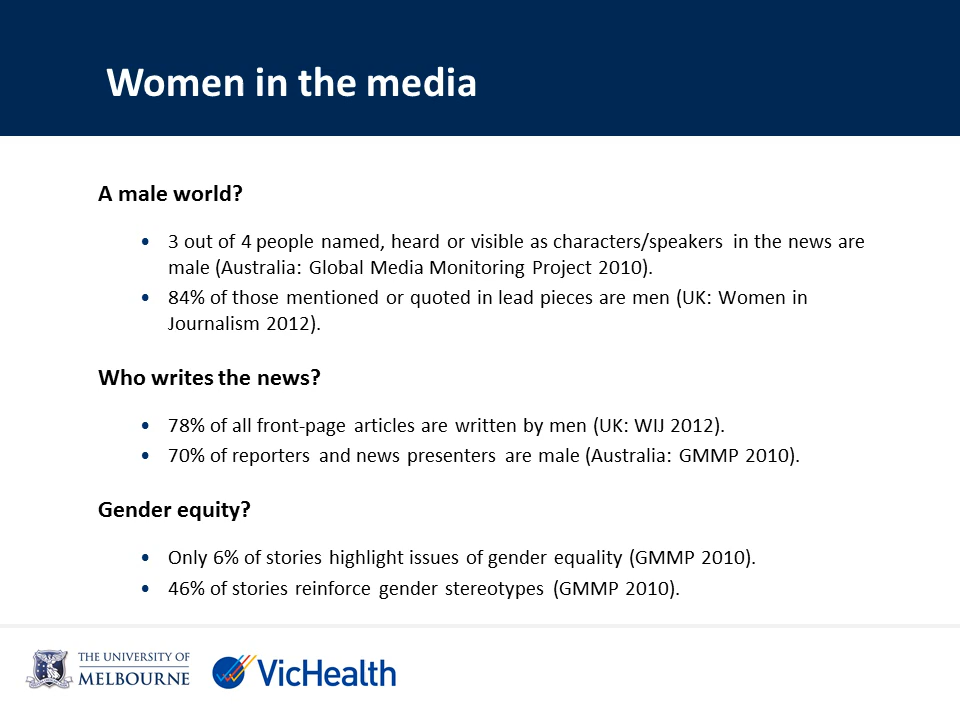 Women in the media
A male world?
• 3 out of 4 people named, heard or visible as characters/speakers in the news are
male (Australia: Global Media Monitoring Project 2010).
• 84% of those mentioned or quoted in lead pieces are men (UK: Women in
Journalism 2012).
Who writes the news?
• 78% of all front-page articles are written by men (UK: WIJ 2012).
• 70% of reporters and news presenters are male (Australia: GMMP 2010).
Gender equity?
• Only 6% of stories highlight issues of gender equality (GMMP 2010).
• 46% of stories reinforce gender stereotypes (GMMP 2010).
THE UNIVERSITY OF
MELBOURNE
VicHealth